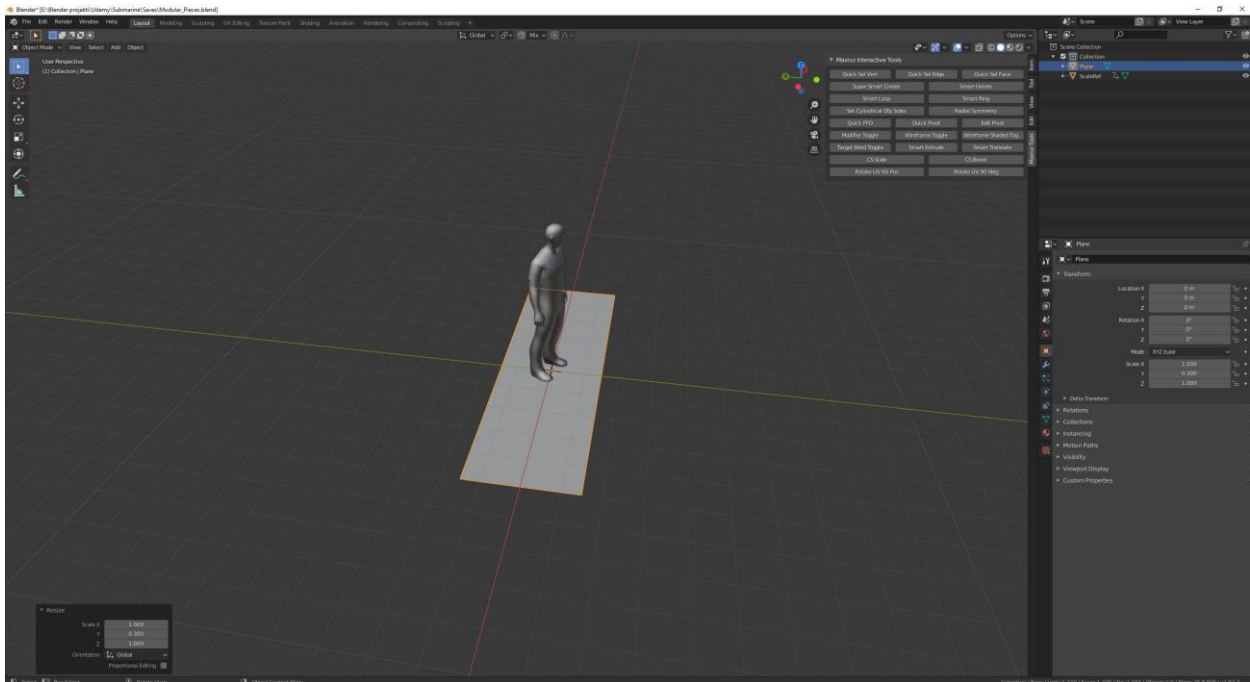 Blender* [E:\Blender projekti\Udemy\Submarine\Saves\Modular_Pieces.blend]
File Edit Render Window Help Layout Modeling Sculpting UV Editing Texture Paint Shading Animation Rendering Compositing Scripting + Scene View Layer
Object Mode View Select Add Object Global Mix Options
User Perspective
(1) Collection | Plane
Maxivz Interactive Tools
Quick Sel Vert Quick Sel Edge Quick Sel Face
Super Smart Create Smart Delete
Smart Loop Smart Ring
Set Cylindrical Obj Sides Radial Symmetry
Quick FFD Quick Pivot Edit Pivot
Modifier Toggle Wireframe Toggle Wireframe Shaded Tog..
Target Weld Toggle Smart Extrude Smart Translate
CS Slide CS Bevel
Rotate UV 90 Pos Rotate UV 90 Neg
Item
Tool
View
Edit
Maxivz Tools
Scene Collection
Collection
Plane
ScaleRef
Plane
Plane
Transform
Location X 0 m
Y 0 m
Z 0 m
Rotation X 0°
Y 0°
Z 0°
Mode XYZ Euler
Scale X 1.000
Y 0.300
Z 1.000
Delta Transform
Relations
Collections
Instancing
Motion Paths
Visibility
Viewport Display
Custom Properties
Resize
Scale X 1.000
Y 0.300
Z 1.000
Orientation Global
Proportional Editing